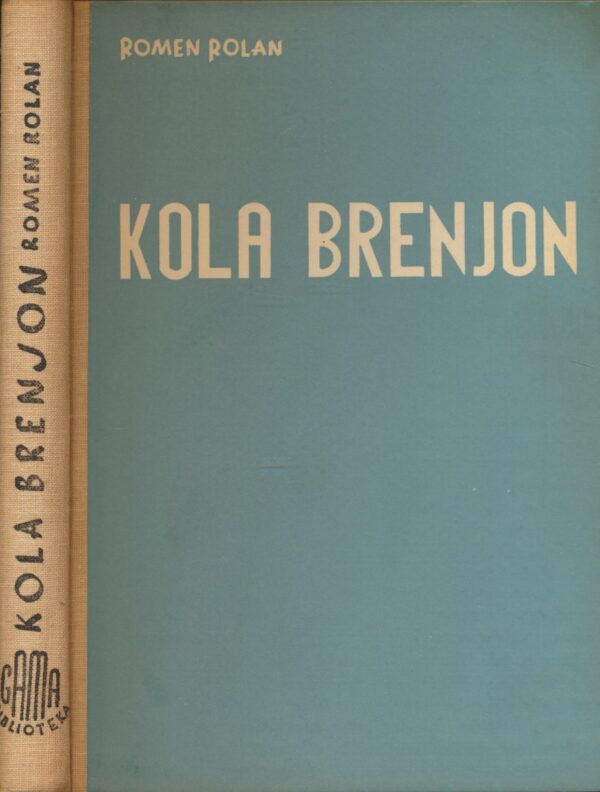 ROMEN ROLAN
KOLA BRENJON
KOLA BRENJON ROMEN ROLAN
GAMA
BIBLIOTEKA